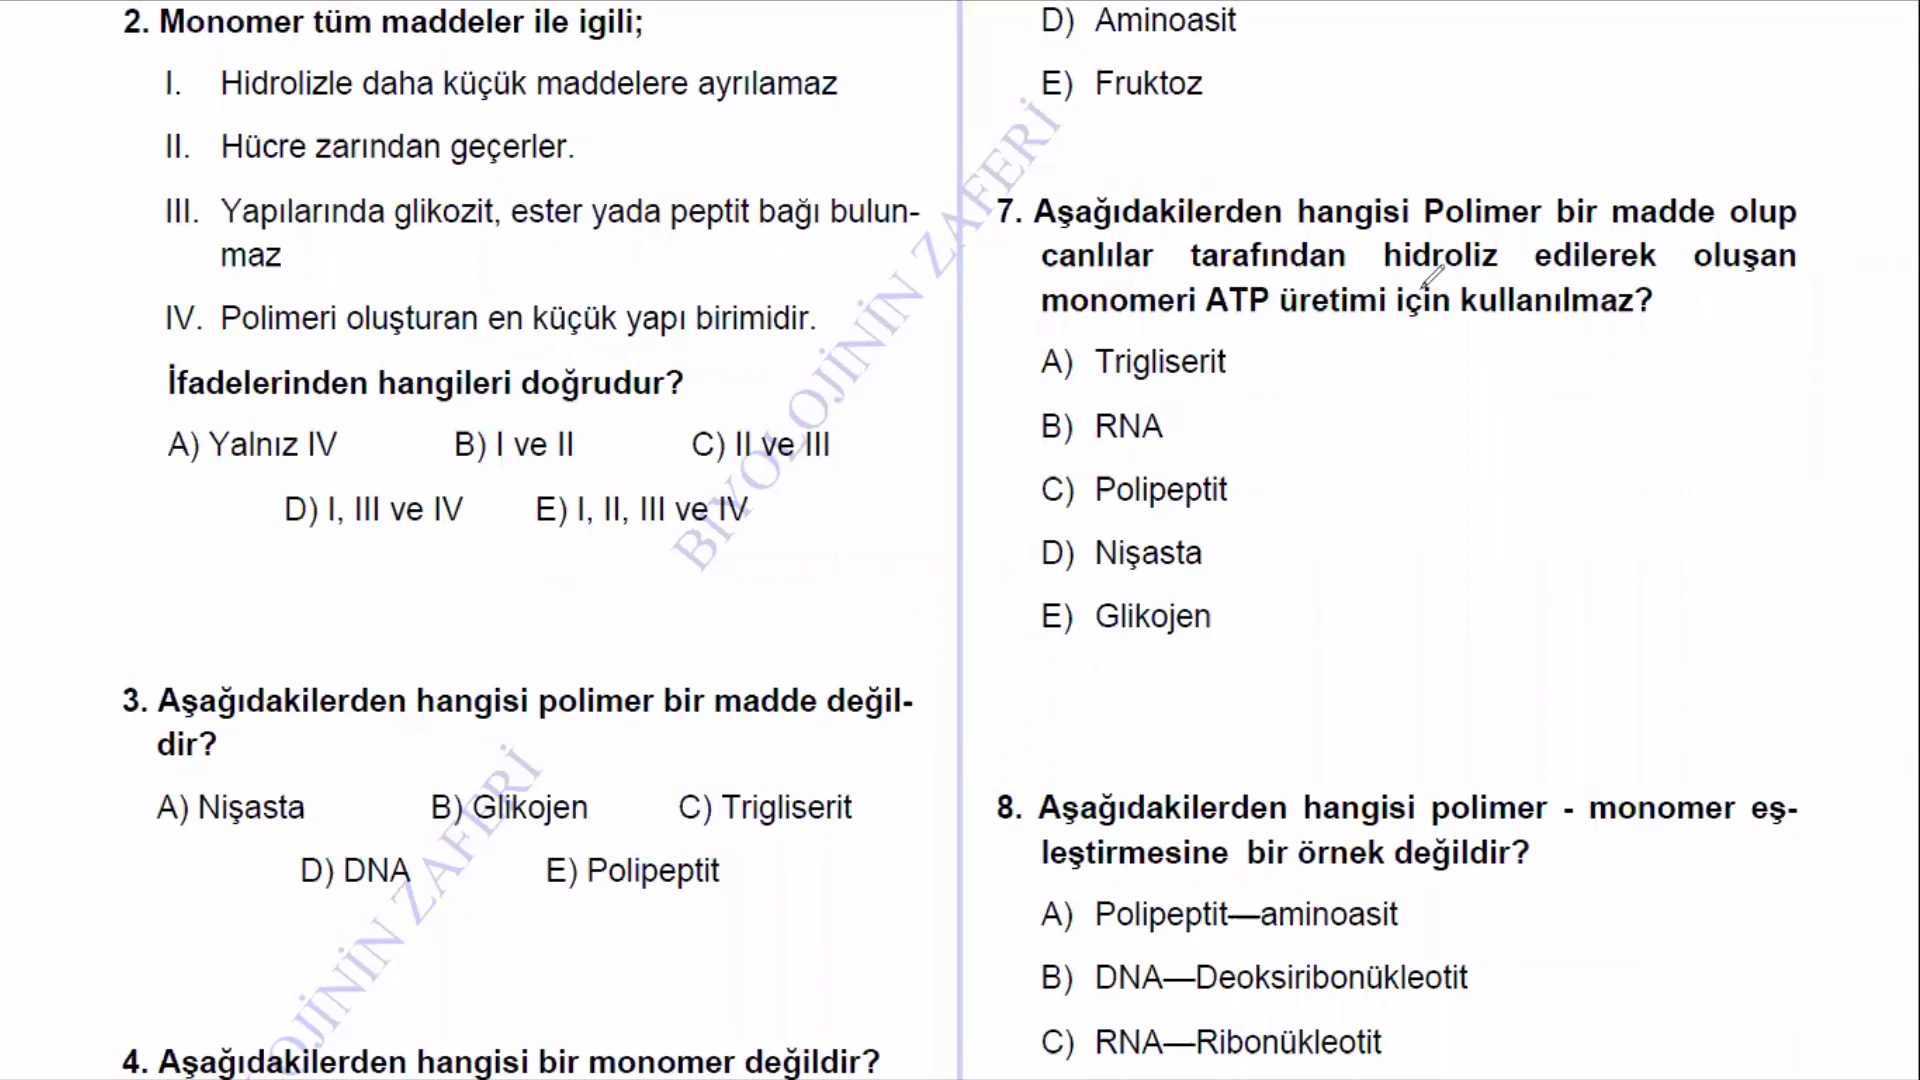 2. Monomer tüm maddeler ile igili;
I. Hidrolizle daha küçük maddelere ayrılamaz
II. Hücre zarından geçerler.
III. Yapılarında glikozit, ester yada peptit bağı bulun-
maz
IV. Polimeri oluşturan en küçük yapı birimidir.
İfadelerinden hangileri doğrudur?
A) Yalnız IV B) I ve II C) II ve III
D) I, III ve IV E) I, II, III ve IV
3. Aşağıdakilerden hangisi polimer bir madde değil-
dir?
A) Nişasta B) Glikojen C) Trigliserit
D) DNA E) Polipeptit
4. Aşağıdakilerden hangisi bir monomer değildir?
D) Aminoasit
E) Fruktoz
7. Aşağıdakilerden hangisi Polimer bir madde olup
canlılar tarafından hidroliz edilerek oluşan
monomeri ATP üretimi için kullanılmaz?
A) Trigliserit
B) RNA
C) Polipeptit
D) Nişasta
E) Glikojen
8. Aşağıdakilerden hangisi polimer - monomer eş-
leştirmesine bir örnek değildir?
A) Polipeptit—aminoasit
B) DNA—Deoksiribonükleotit
C) RNA—Ribonükleotit
BİYOLOJİNİN ZAFERİ
OJİNİN ZAFERİ